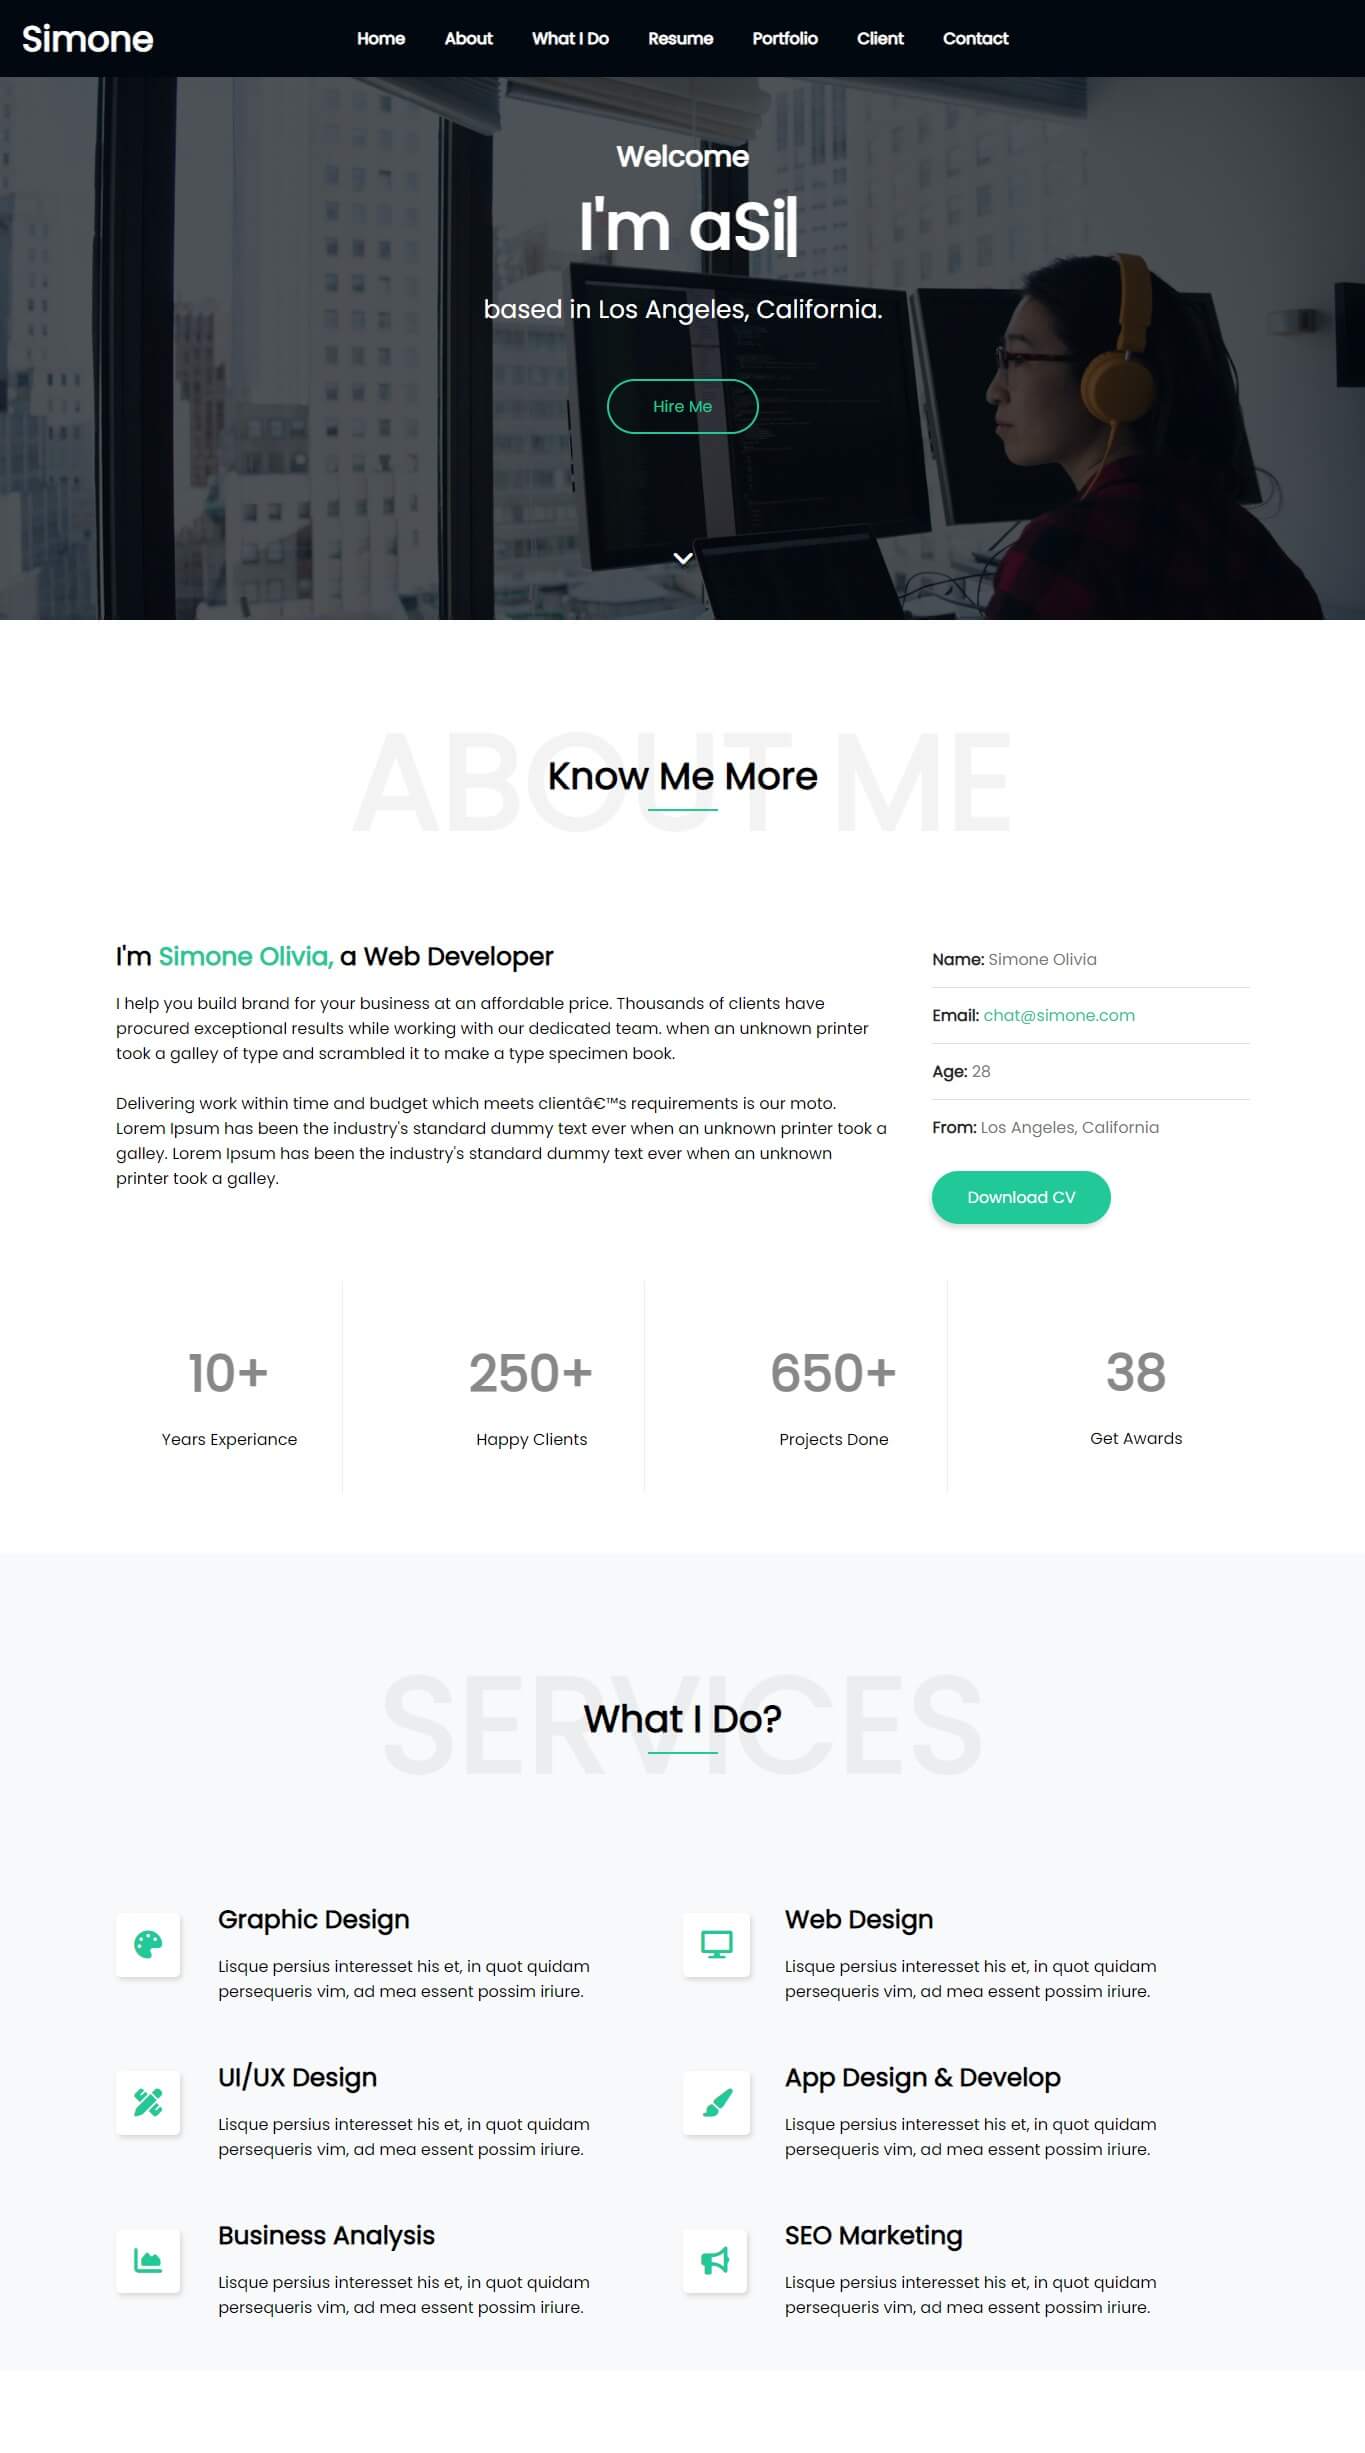 Simone
Home About What I Do Resume Portfolio Client Contact
Welcome
I'm aSi|
based in Los Angeles, California.
Hire Me
ABOUT ME
Know Me More
I'm Simone Olivia, a Web Developer
I help you build brand for your business at an affordable price. Thousands of clients have
procured exceptional results while working with our dedicated team. when an unknown printer
took a galley of type and scrambled it to make a type specimen book.
Delivering work within time and budget which meets clientâ€™s requirements is our moto.
Lorem Ipsum has been the industry's standard dummy text ever when an unknown printer took a
galley. Lorem Ipsum has been the industry's standard dummy text ever when an unknown
printer took a galley.
Name: Simone Olivia
Email: chat@simone.com
Age: 28
From: Los Angeles, California
Download CV
10+
Years Experiance
250+
Happy Clients
650+
Projects Done
38
Get Awards
SERVICES
What I Do?
Graphic Design
Lisque persius interesset his et, in quot quidam
persequeris vim, ad mea essent possim iriure.
Web Design
Lisque persius interesset his et, in quot quidam
persequeris vim, ad mea essent possim iriure.
UI/UX Design
Lisque persius interesset his et, in quot quidam
persequeris vim, ad mea essent possim iriure.
App Design & Develop
Lisque persius interesset his et, in quot quidam
persequeris vim, ad mea essent possim iriure.
Business Analysis
Lisque persius interesset his et, in quot quidam
persequeris vim, ad mea essent possim iriure.
SEO Marketing
Lisque persius interesset his et, in quot quidam
persequeris vim, ad mea essent possim iriure.